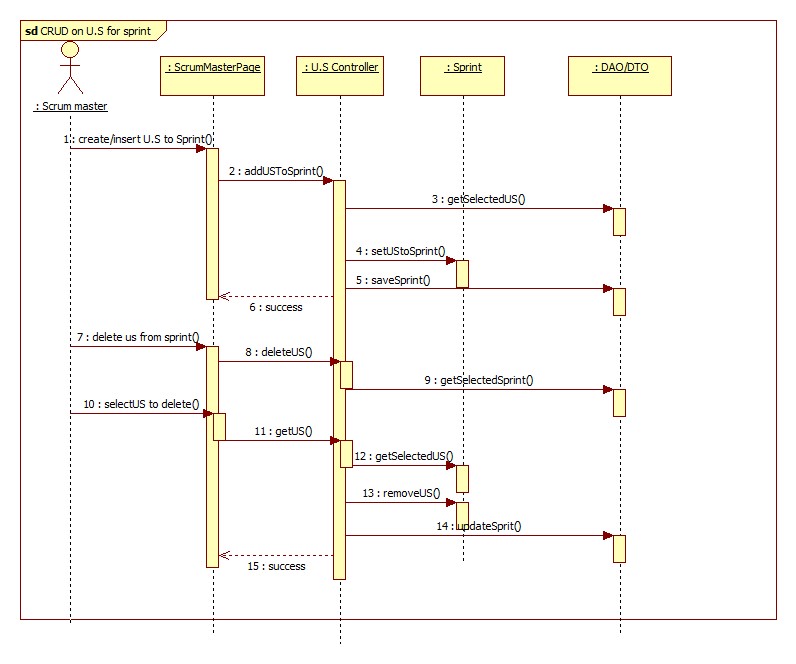 sd CRUD on U.S for sprint
: Scrum master
: ScrumMasterPage
: U.S Controller
: Sprint
: DAO/DTO
1 : create/insert U.S to Sprint()
2 : addUSToSprint()
3 : getSelectedUS()
4 : setUStoSprint()
5 : saveSprint()
6 : success
7 : delete us from sprint()
8 : deleteUS()
9 : getSelectedSprint()
10 : selectUS to delete()
11 : getUS()
12 : getSelectedUS()
13 : removeUS()
14 : updateSprit()
15 : success